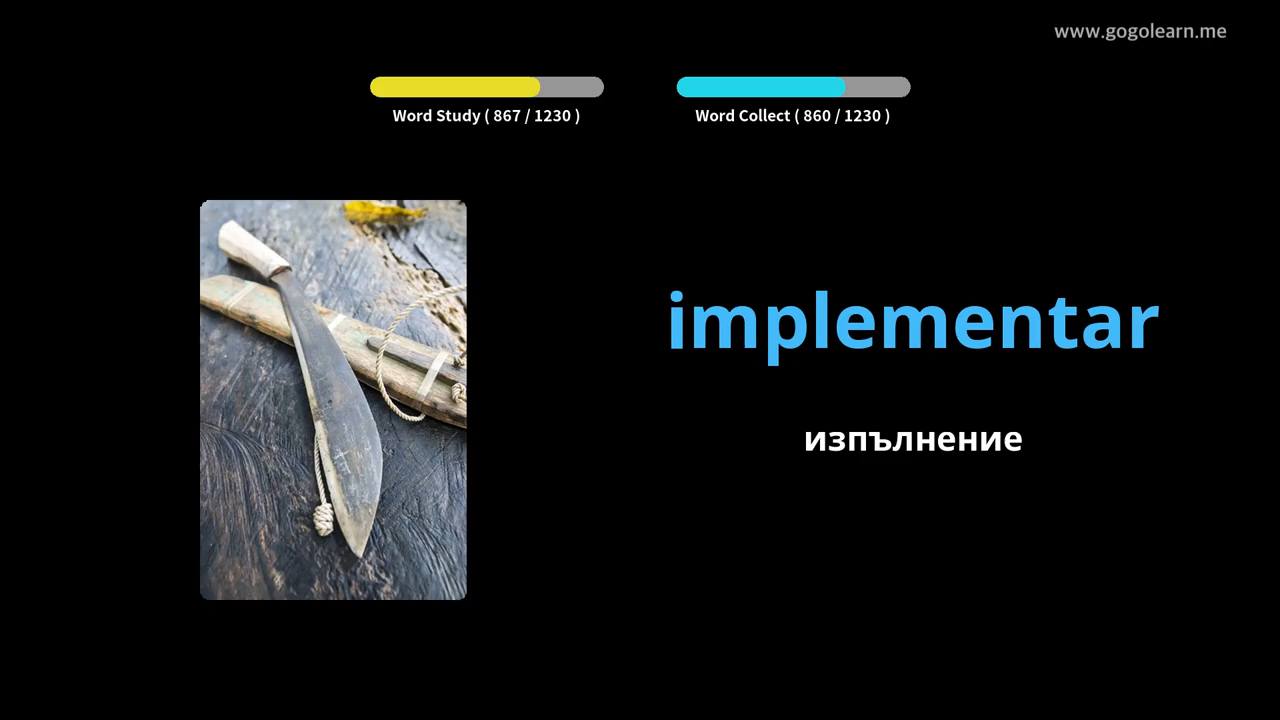 www.gogolearn.me
Word Study ( 867 / 1230 )
Word Collect ( 860 / 1230 )
implementar
изпълнение